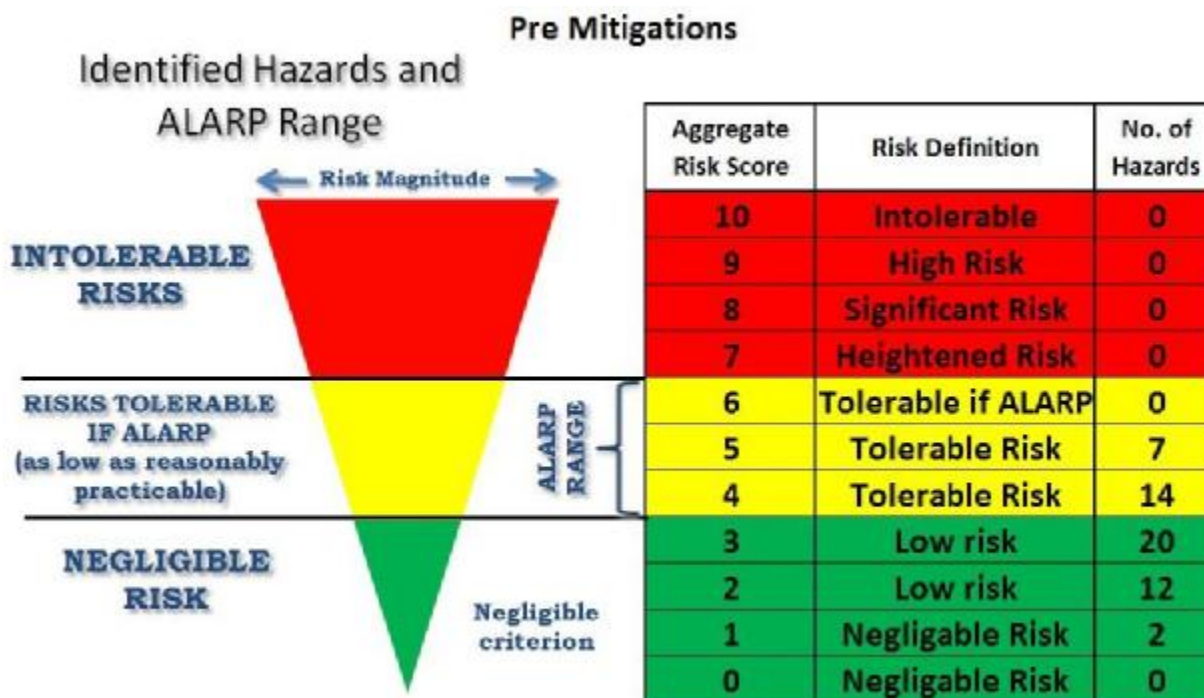 Pre Mitigations
Identified Hazards and
ALARP Range
Risk Magnitude
INTOLERABLE
RISKS
RISKS TOLERABLE
IF ALARP
(as low as reasonably
practicable)
ALARP
RANGE
NEGLIGIBLE
RISK
Negligible
criterion
Aggregate
Risk Score
Risk Definition
No. of
Hazards
10 Intolerable 0
9 High Risk 0
8 Significant Risk 0
7 Heightened Risk 0
6 Tolerable if ALARP 0
5 Tolerable Risk 7
4 Tolerable Risk 14
3 Low risk 20
2 Low risk 12
1 Negligable Risk 2
0 Negligable Risk 0